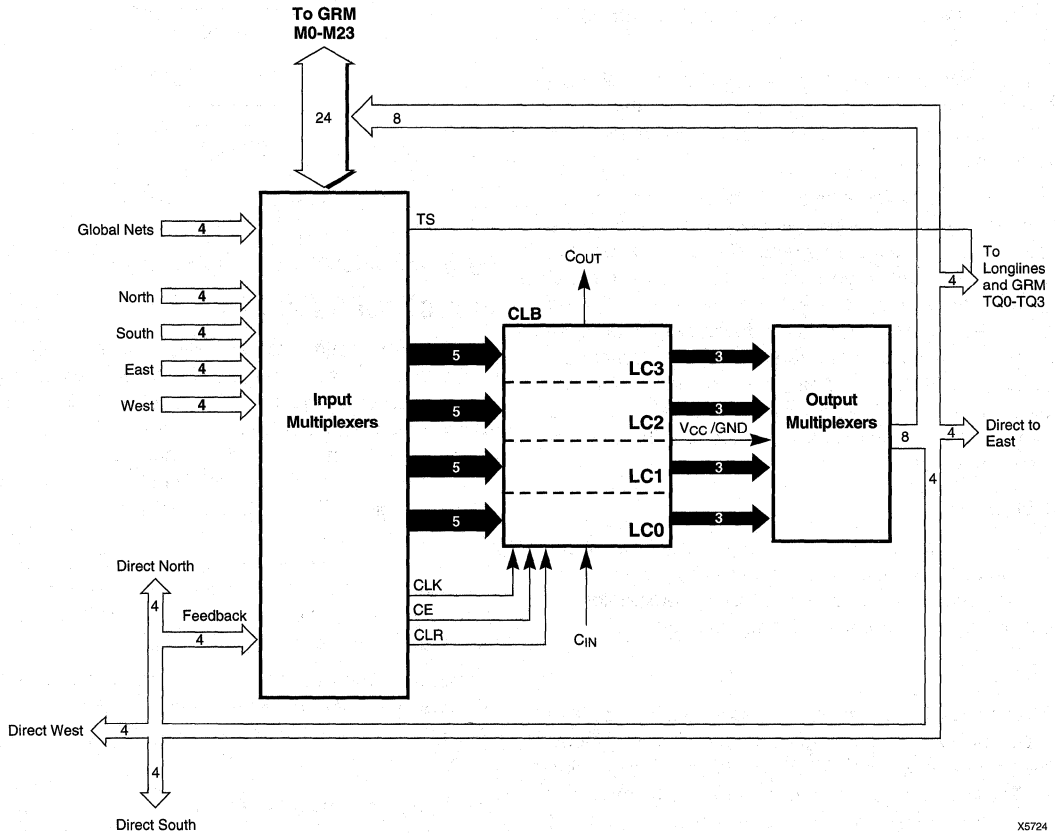 To GRM
M0-M23
24
8
Global Nets
4
TS
North
4
South
4
East
4
West
4
Input
Multiplexers
COUT
CLB
5
5
5
5
LC3
LC2
LC1
LC0
3
3
VCC /GND
3
3
Output
Multiplexers
8
4
To
Longlines
and GRM
TQ0-TQ3
4
Direct to
East
4
CLK
CE
CLR
CIN
Direct North
4
Feedback
4
Direct West
4
4
Direct South
X5724